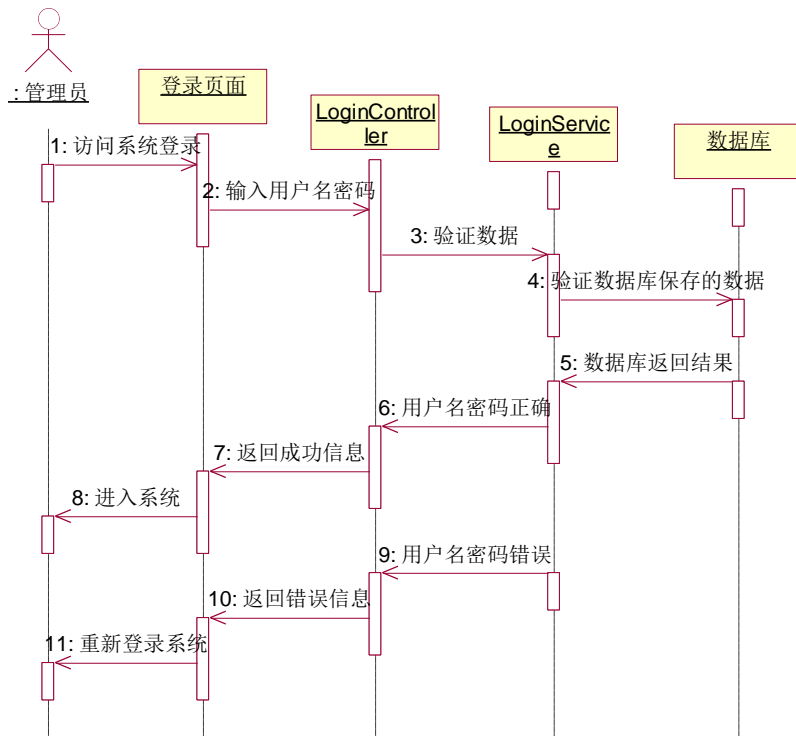 : 管理员
登录页面
LoginControl
ler
LoginServic
e
数据库
1: 访问系统登录
2: 输入用户名密码
3: 验证数据
4: 验证数据库保存的数据
5: 数据库返回结果
6: 用户名密码正确
7: 返回成功信息
8: 进入系统
9: 用户名密码错误
10: 返回错误信息
11: 重新登录系统